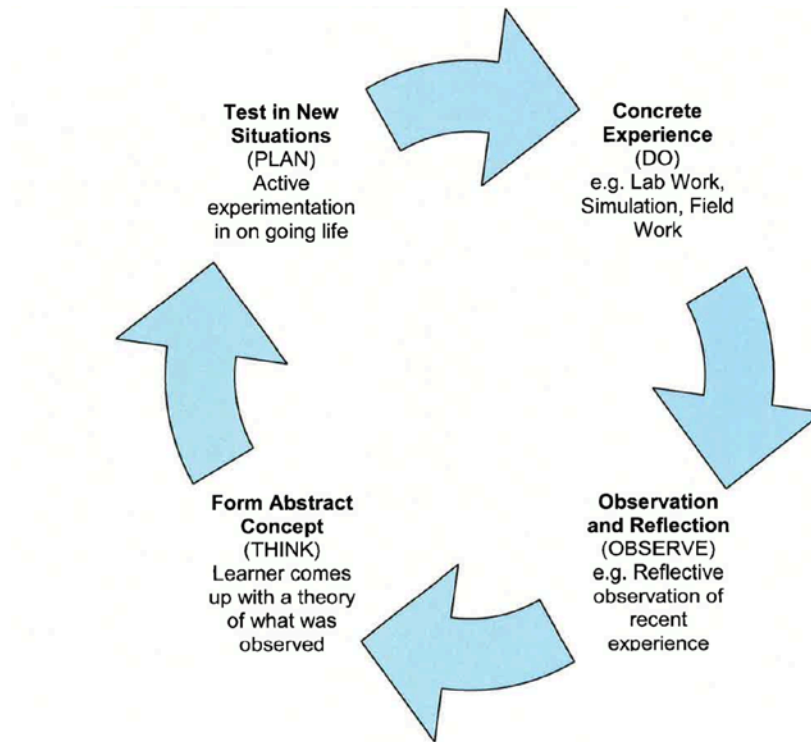 Test in New
Situations
(PLAN)
Active
experimentation
in on going life
Concrete
Experience
(DO)
e.g. Lab Work,
Simulation, Field
Work
Form Abstract
Concept
(THINK)
Learner comes
up with a theory
of what was
observed
Observation
and Reflection
(OBSERVE)
e.g. Reflective
observation of
recent
experience